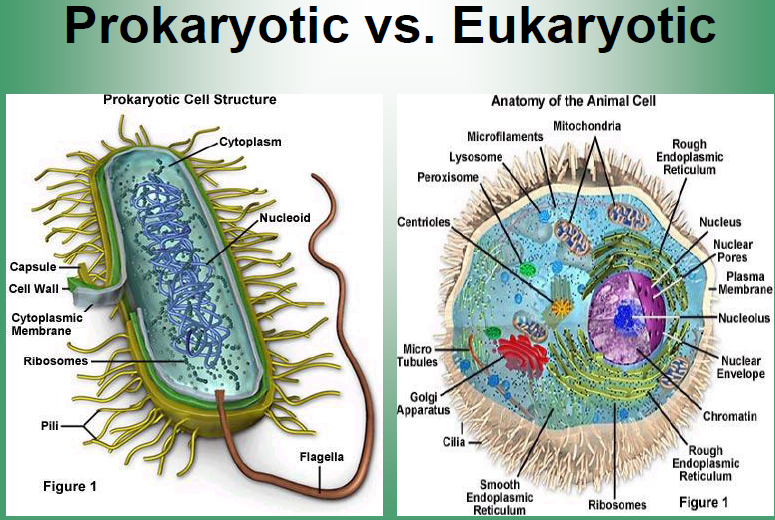 Prokaryotic vs. Eukaryotic
Prokaryotic Cell Structure
Cytoplasm
Nucleoid
Capsule
Cell Wall
Cytoplasmic
Membrane
Ribosomes
Pili
Flagella
Figure 1
Anatomy of the Animal Cell
Mitochondria
Microfilaments
Lysosome
Peroxisome
Centrioles
Rough
Endoplasmic
Reticulum
Nucleus
Nuclear
Pores
Plasma
Membrane
Nucleolus
Nuclear
Envelope
Chromatin
Rough
Endoplasmic
Reticulum
Micro
Tubules
Golgi
Apparatus
Cilia
Smooth
Endoplasmic
Reticulum
Ribosomes
Figure 1